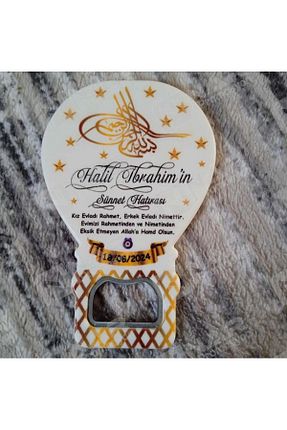 Halil İbrahim'in
Sünnet Hatırası
Kız Evladı Rahmet, Erkek Evladı Nimettir.
Evimizi Rahmetinden ve Nimetinden
Eksik Etmeyen Allah'a Hamd Olsun.
18/08/2024